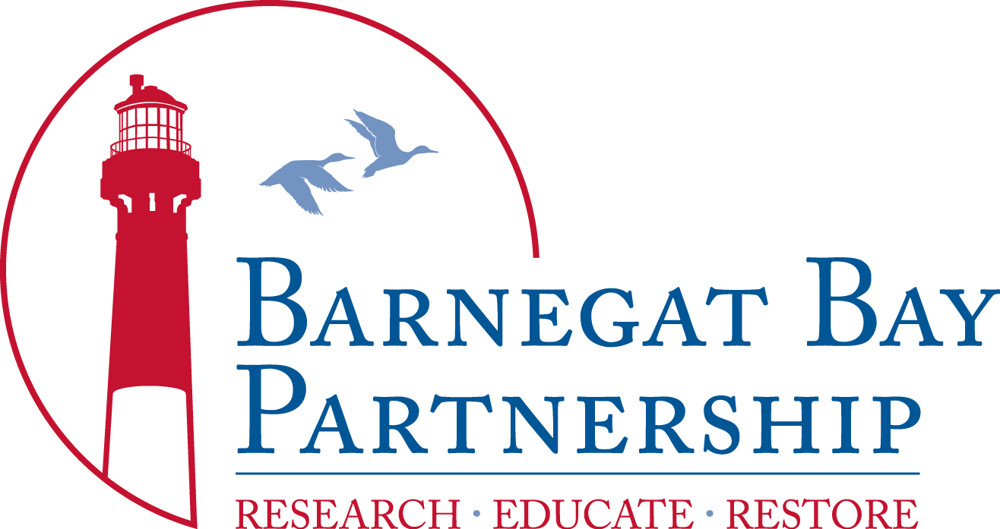 BARNEGAT BAY
PARTNERSHIP
RESEARCH · EDUCATE · RESTORE